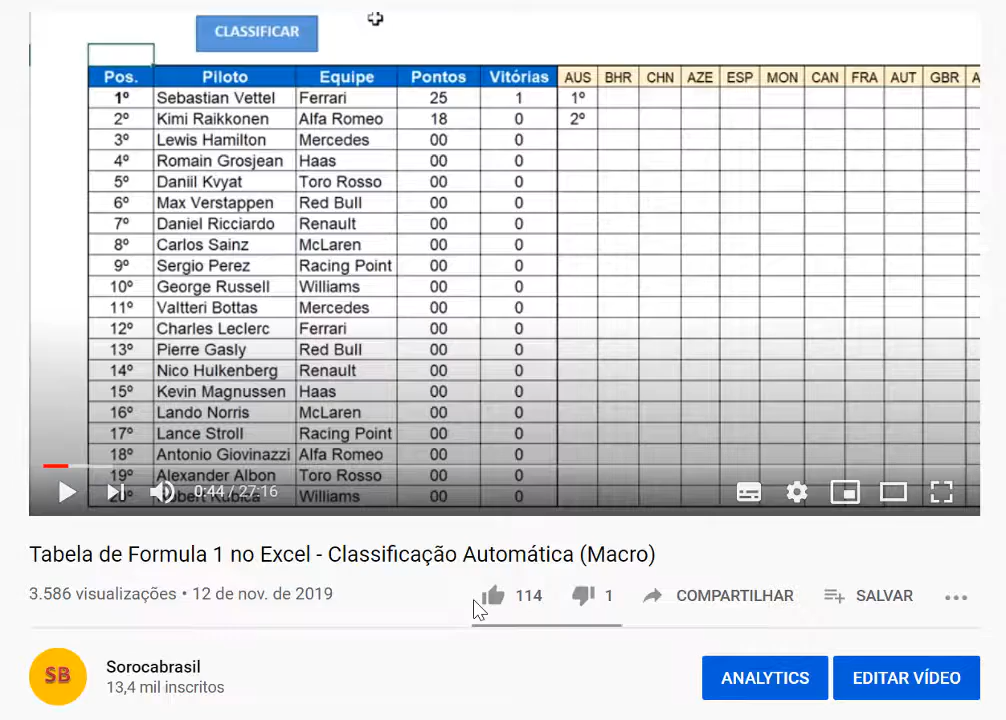 CLASSIFICAR
Pos. Piloto Equipe Pontos Vitórias AUS BHR CHN AZE ESP MON CAN FRA AUT GBR
1º Sebastian Vettel Ferrari 25 1 1º
2º Kimi Raikkonen Alfa Romeo 18 0 2º
3º Lewis Hamilton Mercedes 00 0
4º Romain Grosjean Haas 00 0
5º Daniil Kvyat Toro Rosso 00 0
6º Max Verstappen Red Bull 00 0
7º Daniel Ricciardo Renault 00 0
8º Carlos Sainz McLaren 00 0
9º Sergio Perez Racing Point 00 0
10º George Russell Williams 00 0
11º Valtteri Bottas Mercedes 00 0
12º Charles Leclerc Ferrari 00 0
13º Pierre Gasly Red Bull 00 0
14º Nico Hulkenberg Renault 00 0
15º Kevin Magnussen Haas 00 0
16º Lando Norris McLaren 00 0
17º Lance Stroll Racing Point 00 0
18º Antonio Giovinazzi Alfa Romeo 00 0
19º Alexander Albon Toro Rosso 00 0
20º Robert Kubica Williams 00 0
0:44 / 27:16
Tabela de Formula 1 no Excel - Classificação Automática (Macro)
3.586 visualizações • 12 de nov. de 2019 114 1 COMPARTILHAR SALVAR
SB Sorocabrasil
13,4 mil inscritos
ANALYTICS EDITAR VÍDEO